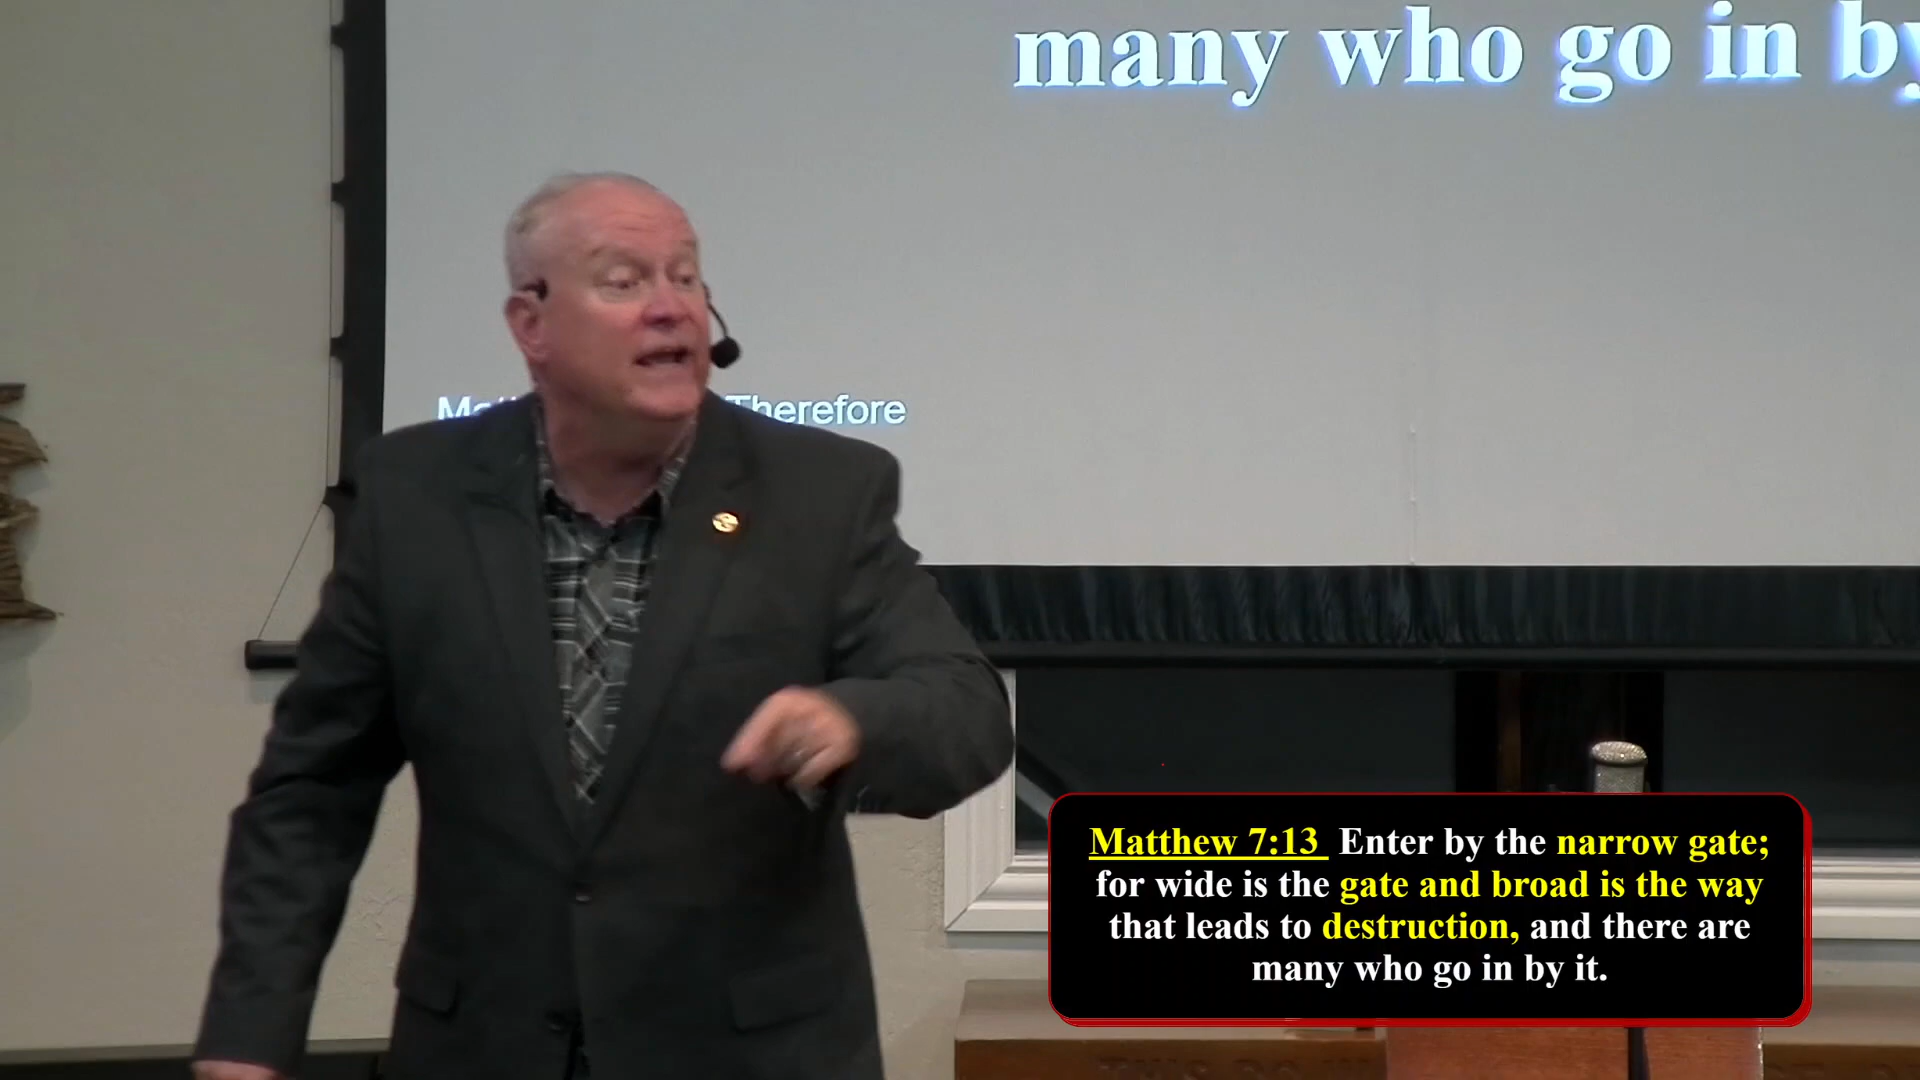 many who go in by
Therefore
Matthew 7:13 Enter by the narrow gate;
for wide is the gate and broad is the way
that leads to destruction, and there are
many who go in by it.